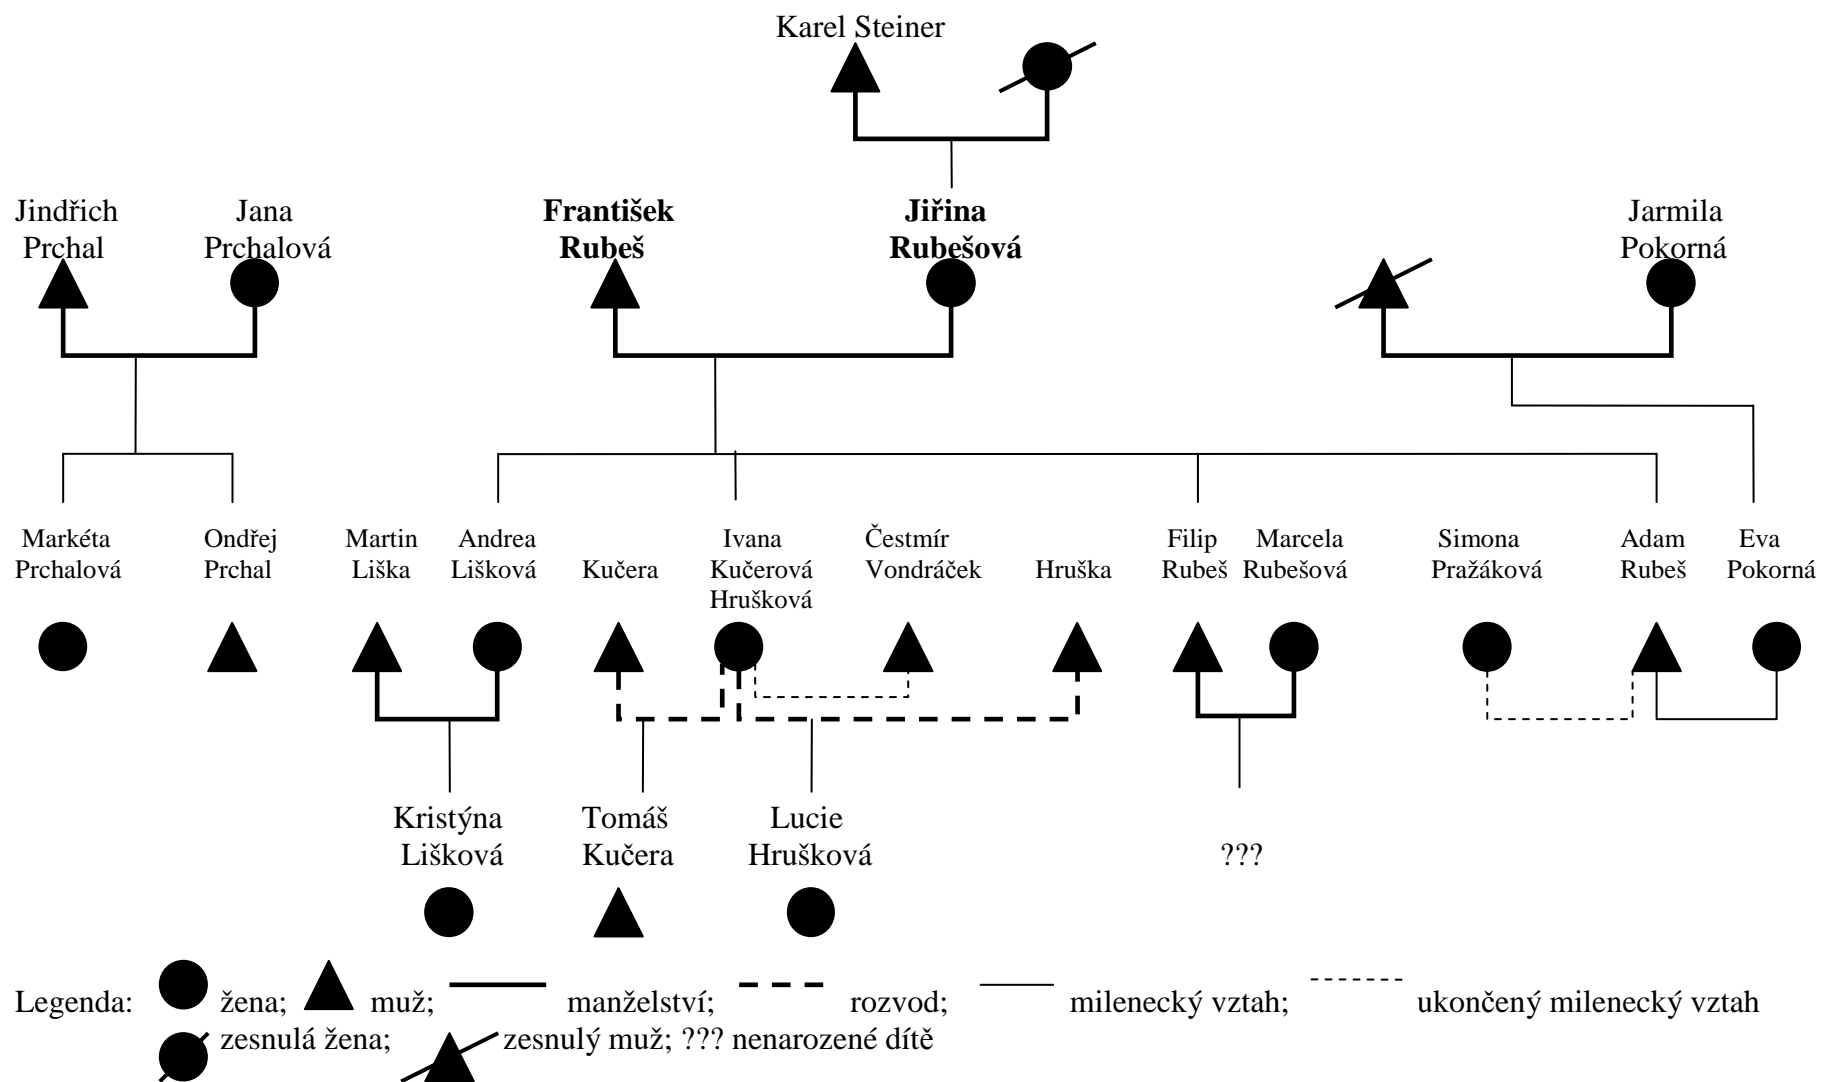 Karel Steiner
Jindřich
Prchal
Jana
Prchalová
František
Rubeš
Jiřina
Rubešová
Jarmila
Pokorná
Markéta
Prchalová
Ondřej
Prchal
Martin
Liška
Andrea
Lišková
Kučera
Ivana
Kučerová
Hrušková
Čestmír
Vondráček
Hruška
Filip
Rubeš
Marcela
Rubešová
Simona
Pražáková
Adam
Rubeš
Eva
Pokorná
Kristýna
Lišková
Tomáš
Kučera
Lucie
Hrušková
???
Legenda: žena; muž; manželství; rozvod; milenecký vztah; ukončený milenecký vztah
zesnulá žena; zesnulý muž; ??? nenarozené dítě